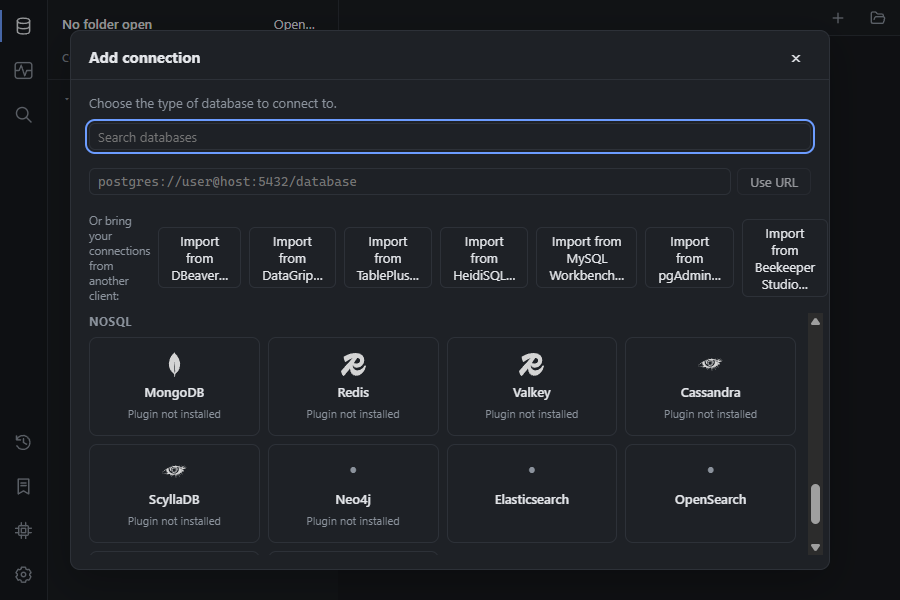 No folder open
Open...
Add connection
Choose the type of database to connect to.
Search databases
postgres://user@host:5432/database
Use URL
Or bring
your
connections
from
another
client:
Import
from
DBeaver...
Import
from
DataGrip...
Import
from
TablePlus...
Import
from
HeidiSQL...
Import from
MySQL
Workbench...
Import
from
pgAdmin...
Import
from
Beekeeper
Studio...
NOSQL
MongoDB
Plugin not installed
Redis
Plugin not installed
Valkey
Plugin not installed
Cassandra
Plugin not installed
ScyllaDB
Plugin not installed
Neo4j
Plugin not installed
Elasticsearch
OpenSearch